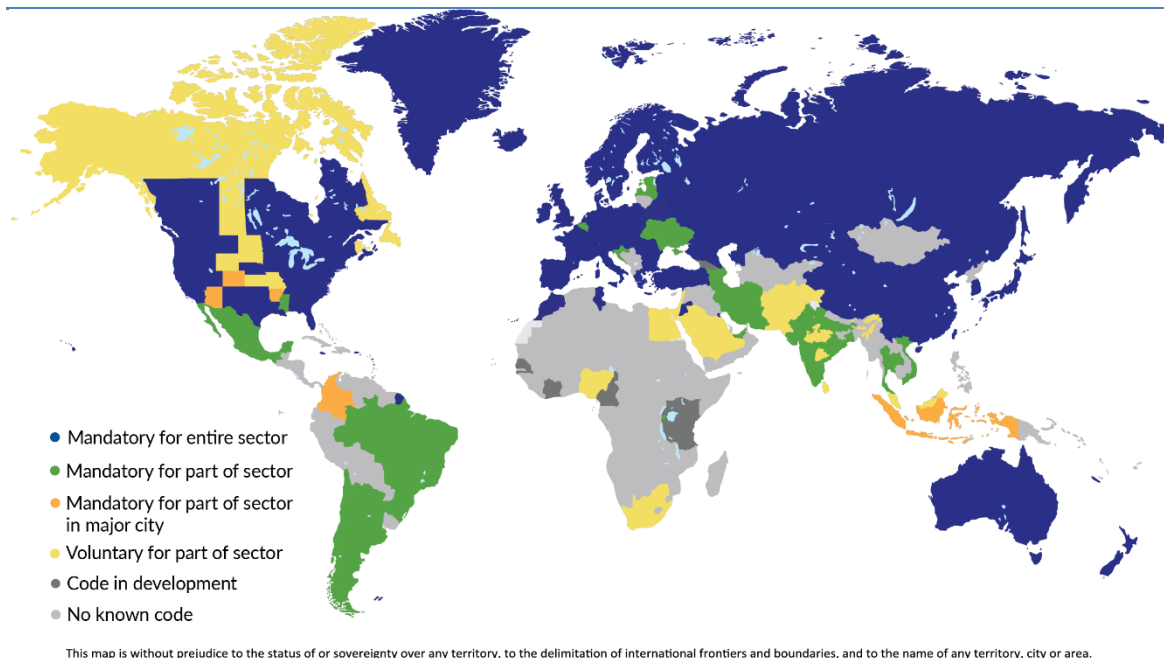 Mandatory for entire sector
Mandatory for part of sector
Mandatory for part of sector
in major city
Voluntary for part of sector
Code in development
No known code
This map is without prejudice to the status of or sovereignty over any territory, to the delimitation of international frontiers and boundaries, and to the name of any territory, city or area.